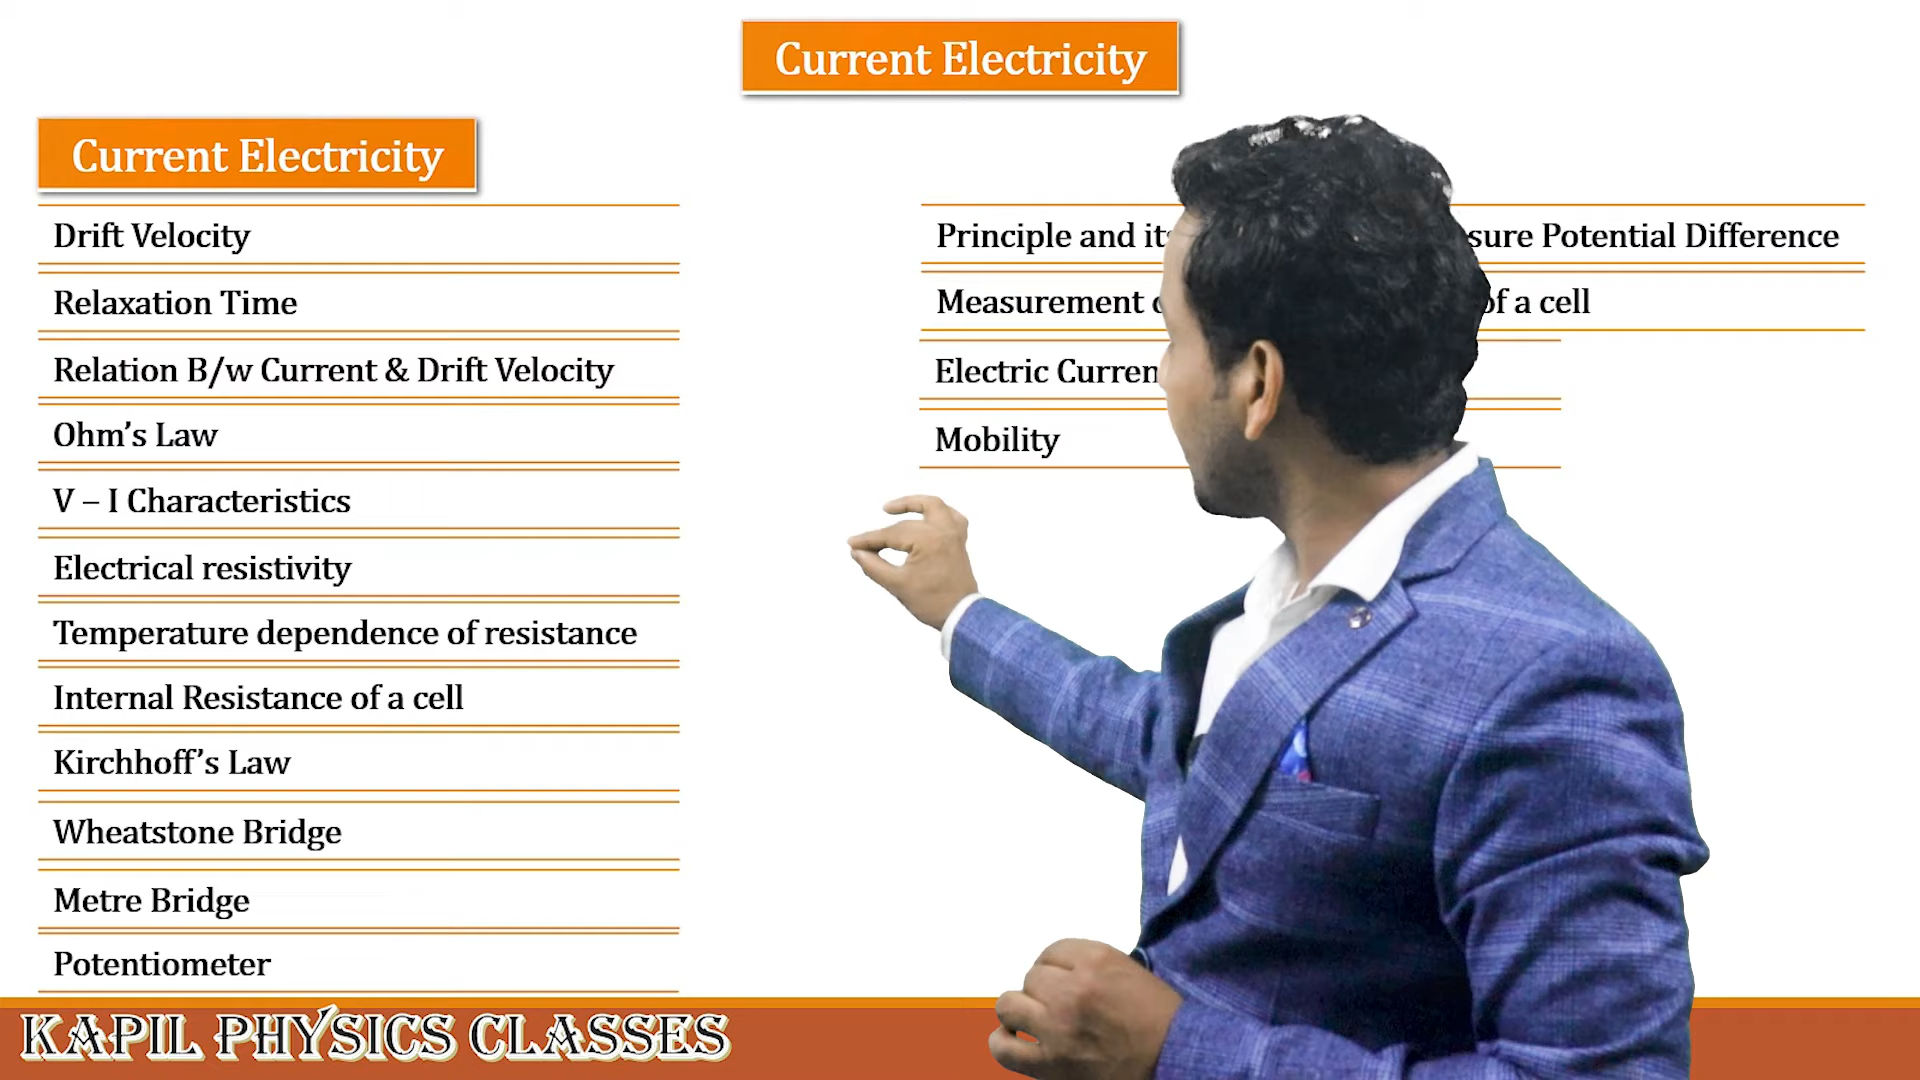 Current Electricity
Current Electricity
Drift Velocity
Relaxation Time
Relation B/w Current & Drift Velocity
Ohm’s Law
V – I Characteristics
Electrical resistivity
Temperature dependence of resistance
Internal Resistance of a cell
Kirchhoff’s Law
Wheatstone Bridge
Metre Bridge
Potentiometer
Principle and Potential Difference
Measurement of a cell
Electric
Mobility
KAPIL PHYSICS CLASSES